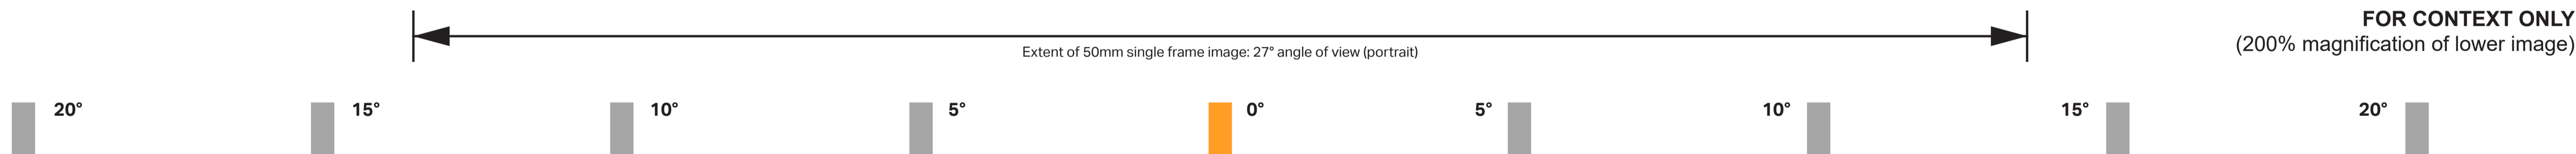 FOR CONTEXT ONLY
(200% magnification of lower image)
Extent of 50mm single frame image: 27° angle of view (portrait)
20° 15° 10° 5° 0° 5° 10° 15° 20°